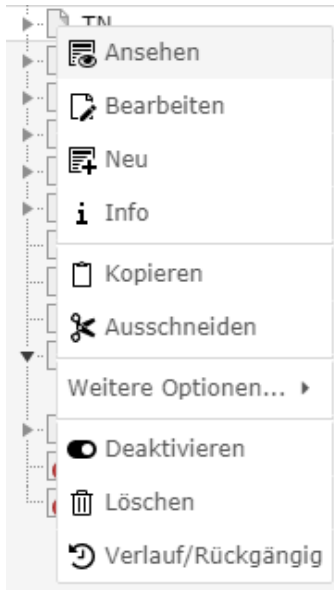 TN
Ansehen
Bearbeiten
Neu
Info
Kopieren
Ausschneiden
Weitere Optionen...
Deaktivieren
Löschen
Verlauf/Rückgängig